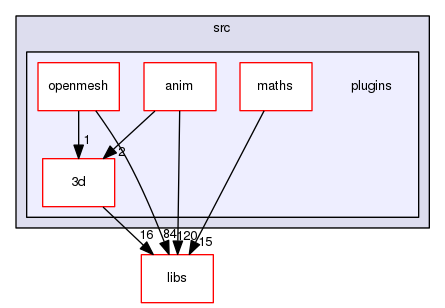 src
openmesh
anim
maths
plugins
1
2
3d
16
84
120
15
libs